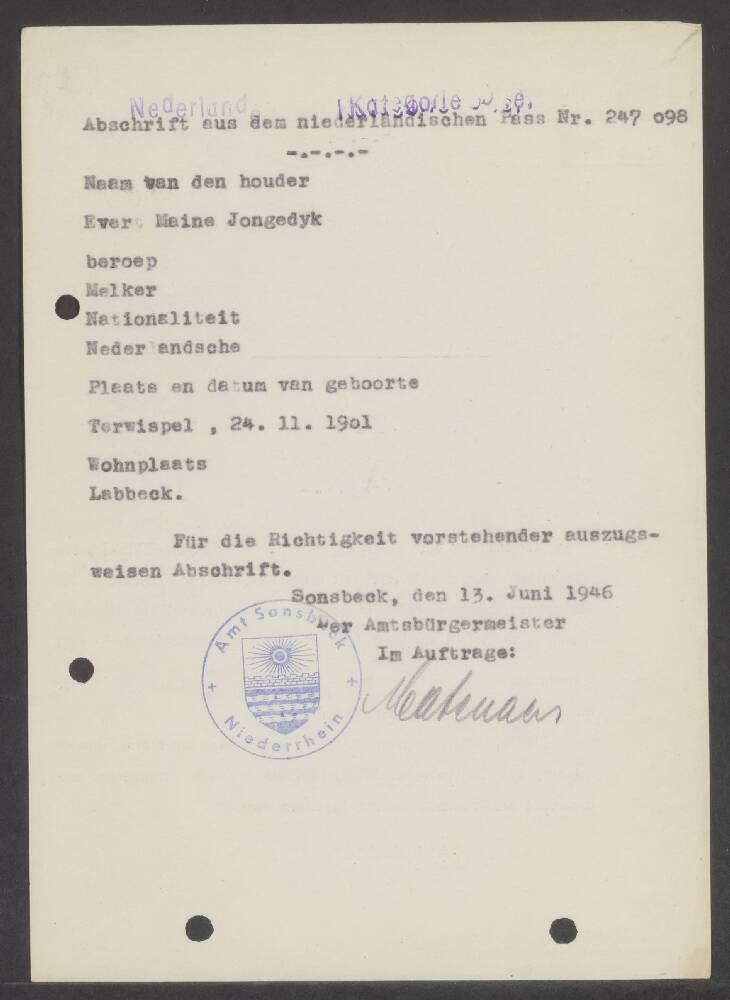 Nederland
Kategorie
Abschrift aus dem niederländischen Pass Nr. 247 o98
-.-.-.-
Naam van den houder
Evert Meine Jongedyk
beroep
Melker
Nationaliteit
Nederlandsche
Plaats en datum van geboorte
Terwispel , 24. 11. 19o1
Wohnplaats
Labbeck.
Für die Richtigkeit vorstehender auszugs-
weisen Abschrift.
Sonsbeck, den 13. Juni 1946
Der Amtsbürgermeister
Im Auftrage:
Amt Sonsbeck
+ Niederrhein +